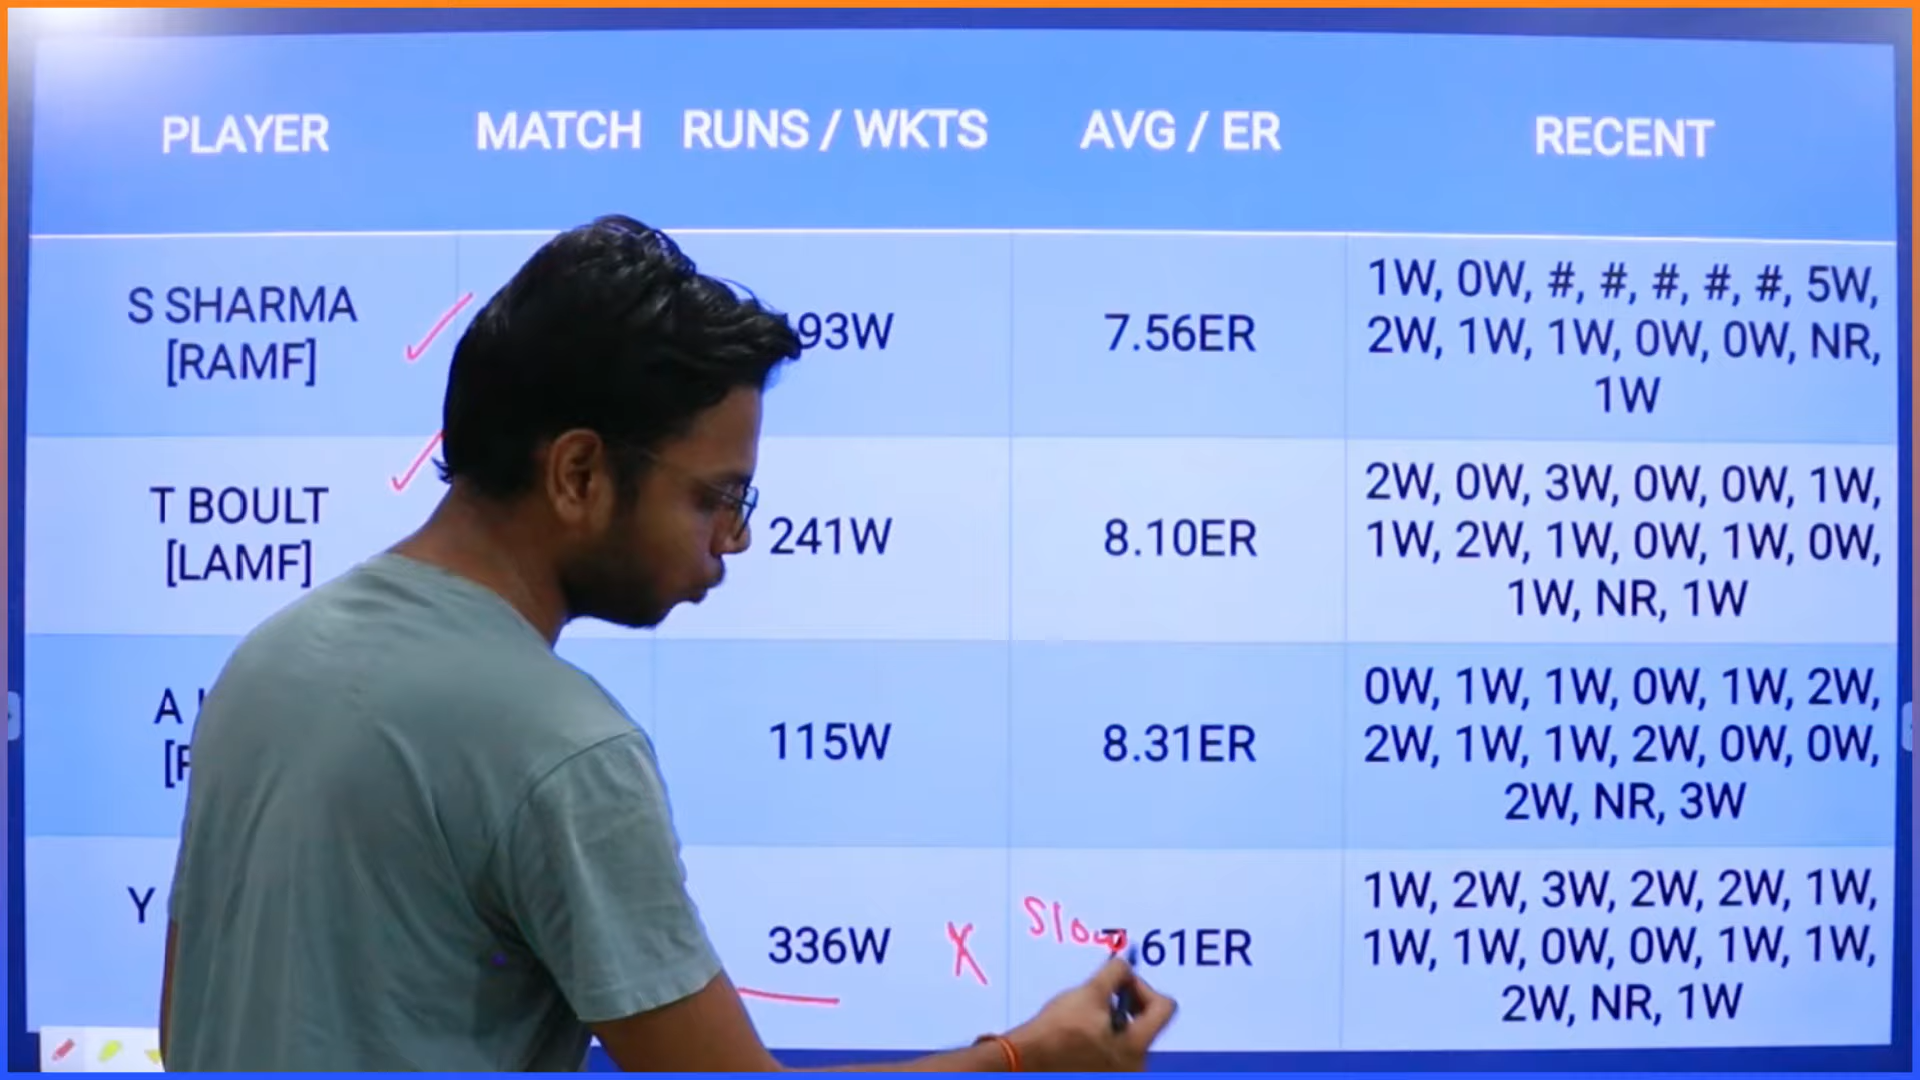 PLAYER MATCH RUNS / WKTS AVG / ER RECENT
S SHARMA
[RAMF]
93W
7.56ER
1W, 0W, #, #, #, #, #, 5W,
2W, 1W, 1W, 0W, 0W, NR,
1W
T BOULT
[LAMF]
241W
8.10ER
2W, 0W, 3W, 0W, 0W, 1W,
1W, 2W, 1W, 0W, 1W, 0W,
1W, NR, 1W
A
115W
8.31ER
0W, 1W, 1W, 0W, 1W, 2W,
2W, 1W, 1W, 2W, 0W, 0W,
2W, NR, 3W
Y
336W
X
Slow
61ER
1W, 2W, 3W, 2W, 2W, 1W,
1W, 1W, 0W, 0W, 1W, 1W,
2W, NR, 1W